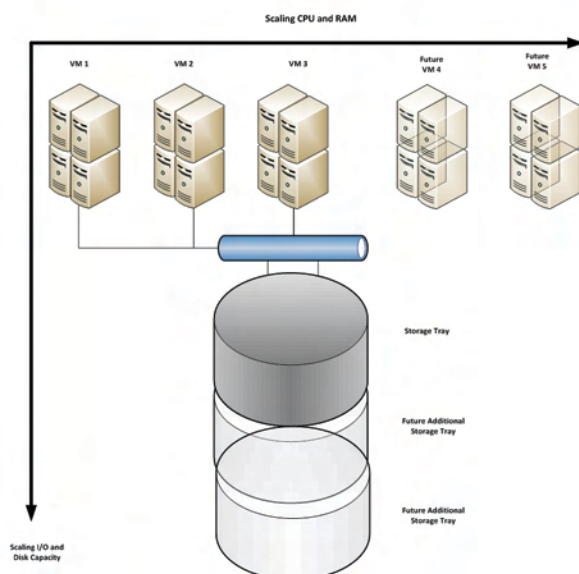 Scaling CPU and RAM
VM 1
VM 2
VM 3
Future
VM 4
Future
VM 5
Storage Tray
Future Additional
Storage Tray
Future Additional
Storage Tray
Scaling I/O and
Disk Capacity